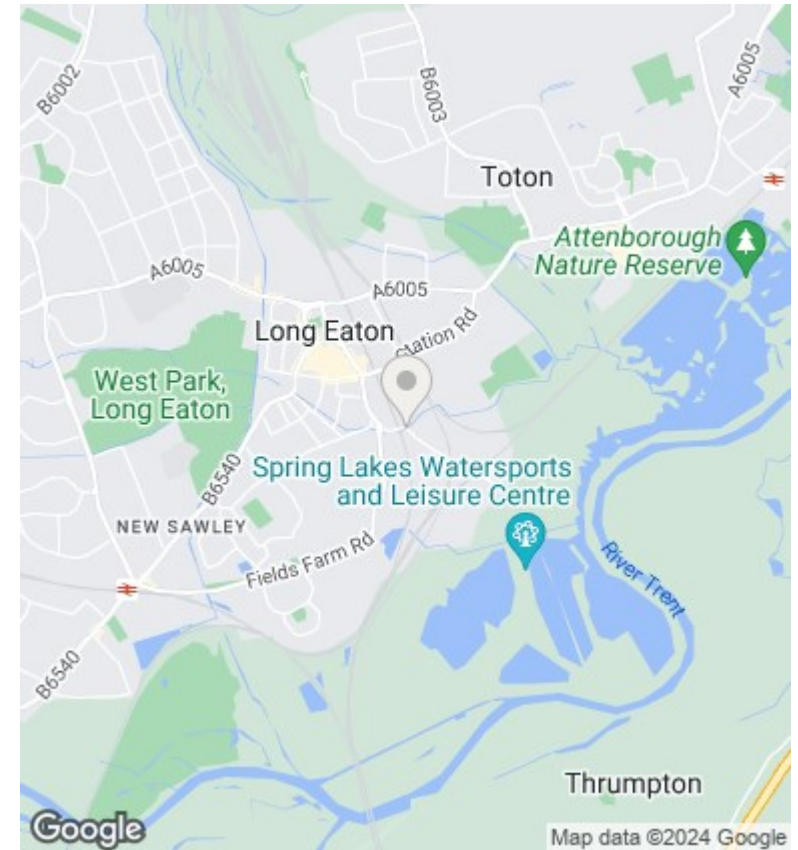 B6002
B6003
A6005
Toton
Attenborough
Nature Reserve
A6005
A6005
Long Eaton
Station Rd
West Park,
Long Eaton
B6540
Spring Lakes Watersports
and Leisure Centre
NEW SAWLEY
Fields Farm Rd
River Trent
B6540
Thrumpton
Google
Map data ©2024 Google